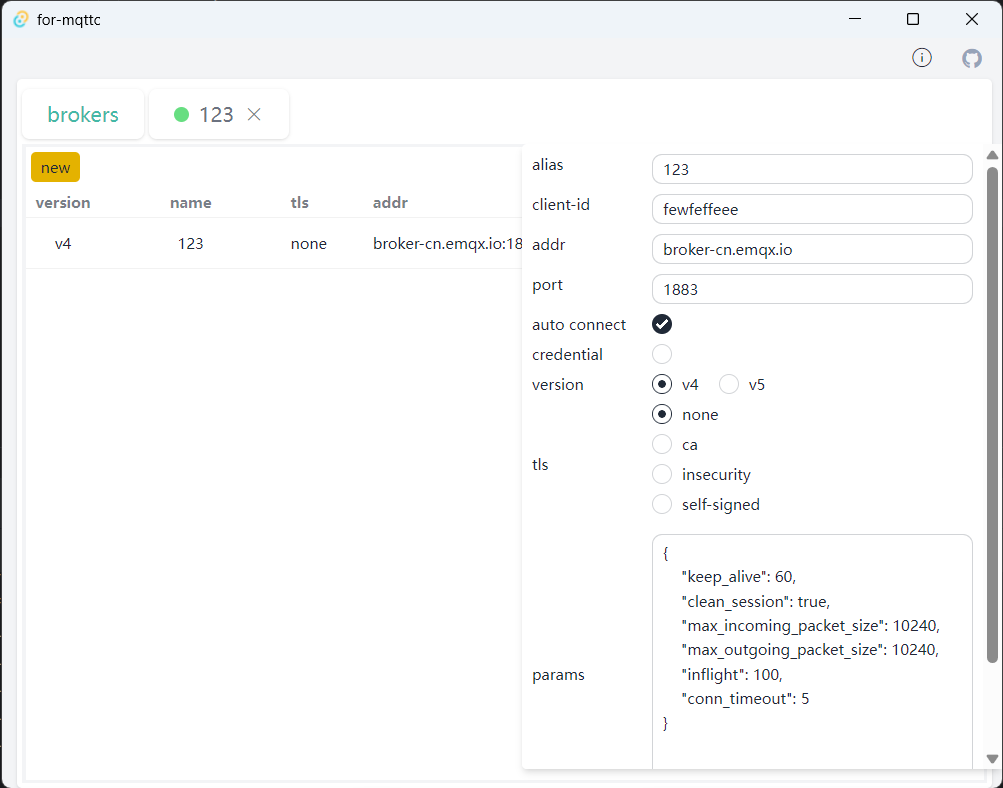 for-mqttc
brokers
123
new
version name tls addr
v4 123 none broker-cn.emqx.io:18
alias 123
client-id fewfeffeee
addr broker-cn.emqx.io
port 1883
auto connect
credential
version v4 v5
none
ca
tls
insecurity
self-signed
params
{
"keep_alive": 60,
"clean_session": true,
"max_incoming_packet_size": 10240,
"max_outgoing_packet_size": 10240,
"inflight": 100,
"conn_timeout": 5
}